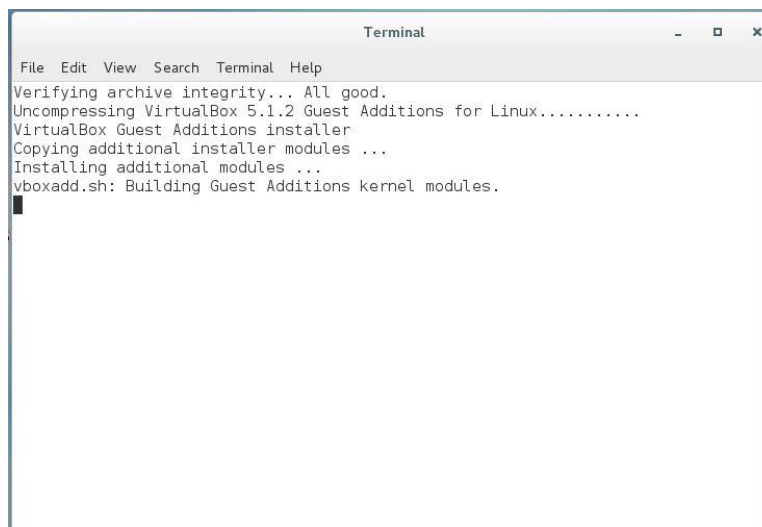 Terminal
File Edit View Search Terminal Help
Verifying archive integrity... All good.
Uncompressing VirtualBox 5.1.2 Guest Additions for Linux...........
VirtualBox Guest Additions installer
Copying additional installer modules ...
Installing additional modules ...
vboxadd.sh: Building Guest Additions kernel modules.